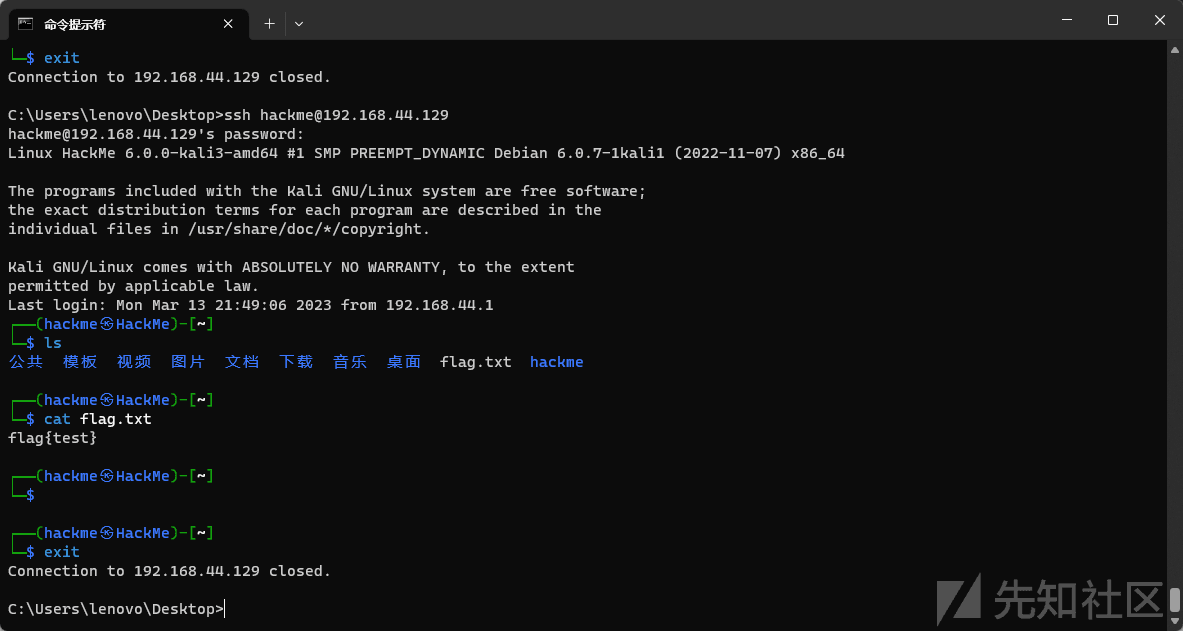 命令提示符
└─$ exit
Connection to 192.168.44.129 closed.
C:\Users\lenovo\Desktop>ssh hackme@192.168.44.129
hackme@192.168.44.129's password:
Linux HackMe 6.0.0-kali3-amd64 #1 SMP PREEMPT_DYNAMIC Debian 6.0.7-1kali1 (2022-11-07) x86_64
The programs included with the Kali GNU/Linux system are free software;
the exact distribution terms for each program are described in the
individual files in /usr/share/doc/*/copyright.
Kali GNU/Linux comes with ABSOLUTELY NO WARRANTY, to the extent
permitted by applicable law.
Last login: Mon Mar 13 21:49:06 2023 from 192.168.44.1
┌──(hackme㉿HackMe)-[~]
└─$ ls
公共 模板 视频 图片 文档 下载 音乐 桌面 flag.txt hackme
┌──(hackme㉿HackMe)-[~]
└─$ cat flag.txt
flag{test}
┌──(hackme㉿HackMe)-[~]
└─$
┌──(hackme㉿HackMe)-[~]
└─$ exit
Connection to 192.168.44.129 closed.
C:\Users\lenovo\Desktop>
先知社区